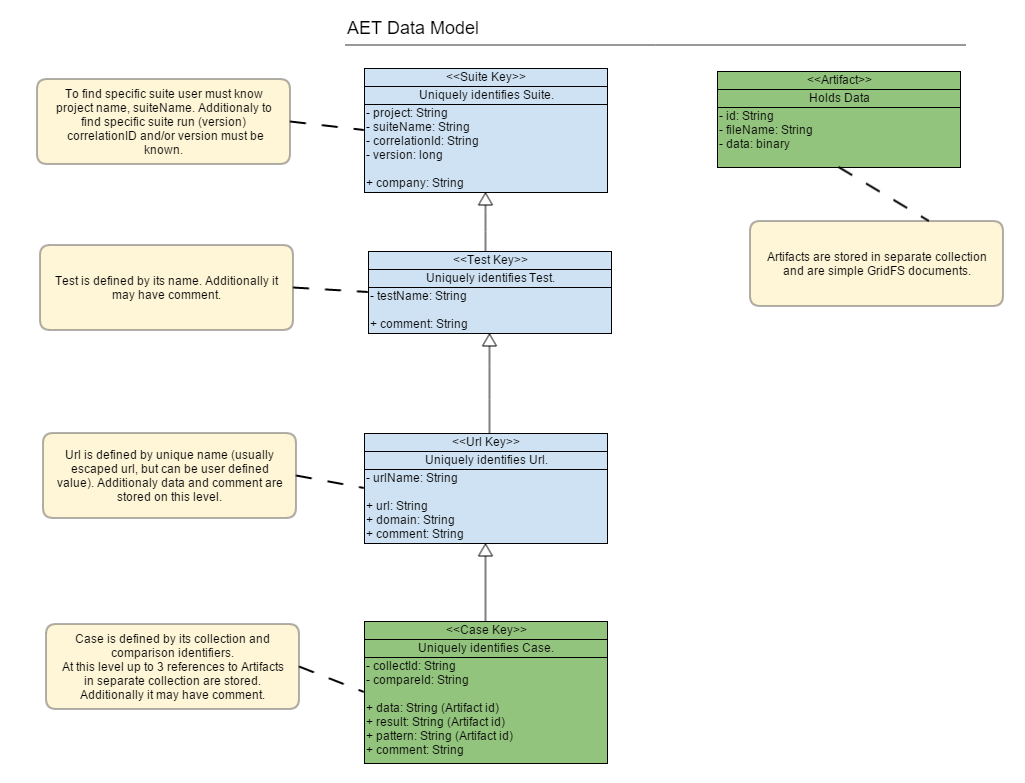 AET Data Model
To find specific suite user must know
project name, suiteName. Additionaly to
find specific suite run (version)
correlationID and/or version must be
known.
<<Suite Key>>
Uniquely identifies Suite.
- project: String
- suiteName: String
- correlationId: String
- version: long
+ company: String
<<Artifact>>
Holds Data
- id: String
- fileName: String
- data: binary
Artifacts are stored in separate collection
and are simple GridFS documents.
Test is defined by its name. Additionally it
may have comment.
<<Test Key>>
Uniquely identifies Test.
- testName: String
+ comment: String
Url is defined by unique name (usually
escaped url, but can be user defined
value). Additionaly data and comment are
stored on this level.
<<Url Key>>
Uniquely identifies Url.
- urlName: String
+ url: String
+ domain: String
+ comment: String
Case is defined by its collection and
comparison identifiers.
At this level up to 3 references to Artifacts
in separate collection are stored.
Additionally it may have comment.
<<Case Key>>
Uniquely identifies Case.
- collectId: String
- compareId: String
+ data: String (Artifact id)
+ result: String (Artifact id)
+ pattern: String (Artifact id)
+ comment: String